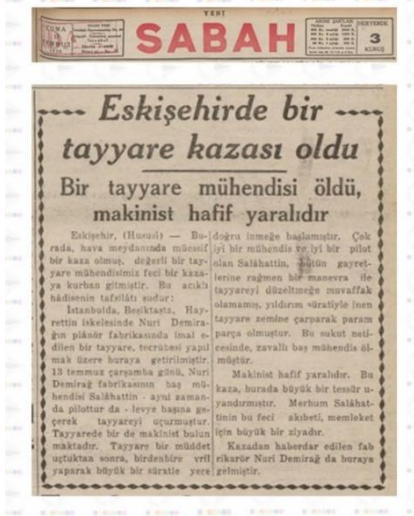 YENİ
SABAH
CUMA
HER YERDE
3
KURUŞ
Eskişehirde bir
tayyare kazası oldu
Bir tayyare mühendisi öldü,
makinist hafif yaralıdır
Eskişehir, (Hususî) — Bu-
rada, hava meydanında müessif
bir kaza olmuş, değerli bir tay-
yare mühendisimiz feci bir kaza-
ya kurban gitmiştir. Bu acıklı
hâdisenin tafsilâtı şudur:
İstanbulda, Beşiktaşta, Hay-
rettin iskelesinde Nuri Demira-
ğın plânör fabrikasında imal e-
dilen bir tayyare, tecrübesi yapıl
mak üzere buraya getirilmiştir.
13 temmuz çarşamba günü, Nuri
Demirağ fabrikasının baş mü-
hendisi Salâhattin - aynı zaman-
da pilottur da - levye başına ge-
çerek tayyareyi uçurmuştur.
Tayyarede bir de makinist bulun
maktadır. Tayyare bir müddet
uçtuktan sonra, birdenbire vril
yaparak büyük bir süratle yere
doğru inmeğe başlamıştır. Çok
iyi bir mühendis ve iyi bir pilot
olan Salâhattin, bütün gayret-
lerine rağmen bir manevra ile
tayyareyi düzeltmeğe muvaffak
olamamış, yıldırım süratiyle inen
tayyare zemine çarparak param
parça olmuştur. Bu sukut neti-
cesinde, zavallı baş mühendis öl-
müştür.
Makinist hafif yaralıdır. Bu
kaza, burada büyük bir teessür u-
yandırmıştır. Merhum Salâhat-
tinin bu feci akıbeti, memleket
için büyük bir ziyadır.
Kazadan haberdar edilen fab
rikatör Nuri Demirağ da buraya
gelmiştir.